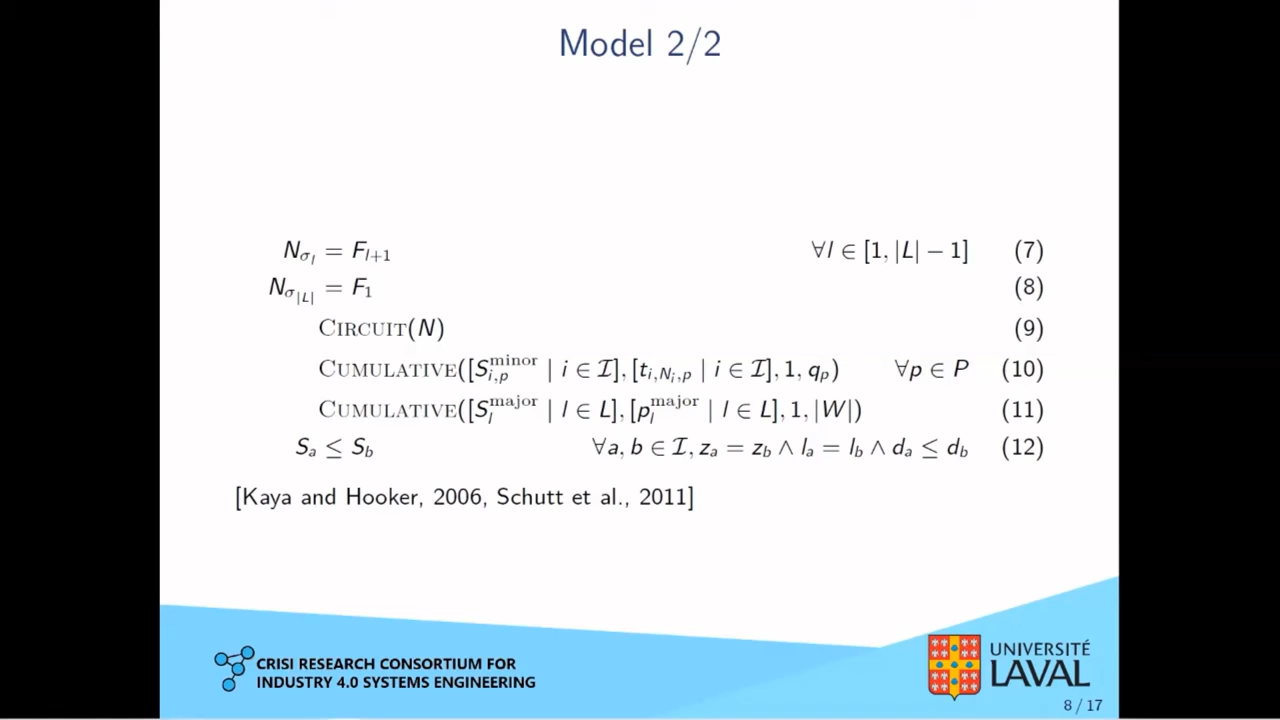 Model 2/2
N_{σ_l} = F_{l+1} ∀l ∈ [1, |L| − 1] (7)
N_{σ_{|L|}} = F_1 (8)
CIRCUIT(N) (9)
CUMULATIVE([S_{i,p}^{minor} | i ∈ ℐ], [t_{i,N_i,p} | i ∈ ℐ], 1, q_p) ∀p ∈ P (10)
CUMULATIVE([S_l^{major} | l ∈ L], [p_l^{major} | l ∈ L], 1, |W|) (11)
S_a ≤ S_b ∀a, b ∈ ℐ, z_a = z_b ∧ l_a = l_b ∧ d_a ≤ d_b (12)
[Kaya and Hooker, 2006, Schutt et al., 2011]
CRISI RESEARCH CONSORTIUM FOR
INDUSTRY 4.0 SYSTEMS ENGINEERING
UNIVERSITÉ
LAVAL
8 / 17